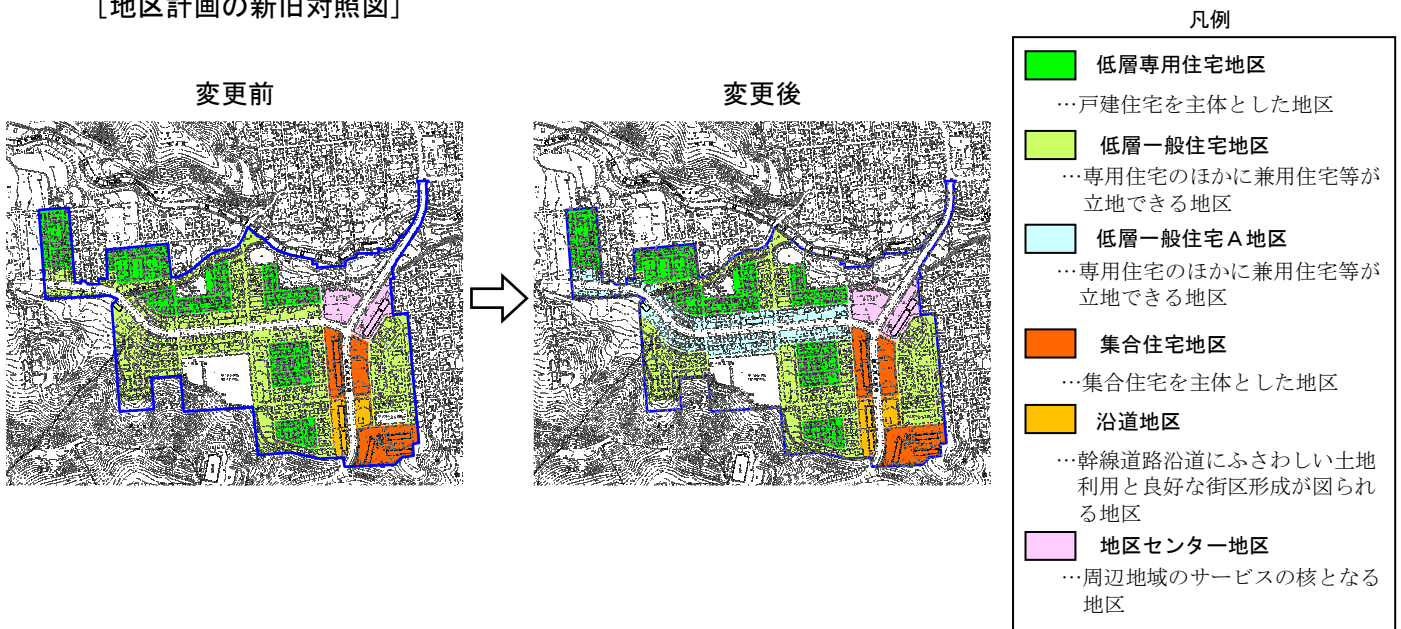 ［地区計画の新旧対照図］
変更前
変更後
凡例
低層専用住宅地区
…戸建住宅を主体とした地区
低層一般住宅地区
…専用住宅のほかに兼用住宅等が
立地できる地区
低層一般住宅Ａ地区
…専用住宅のほかに兼用住宅等が
立地できる地区
集合住宅地区
…集合住宅を主体とした地区
沿道地区
…幹線道路沿道にふさわしい土地
利用と良好な街区形成が図られ
る地区
地区センター地区
…周辺地域のサービスの核となる
地区